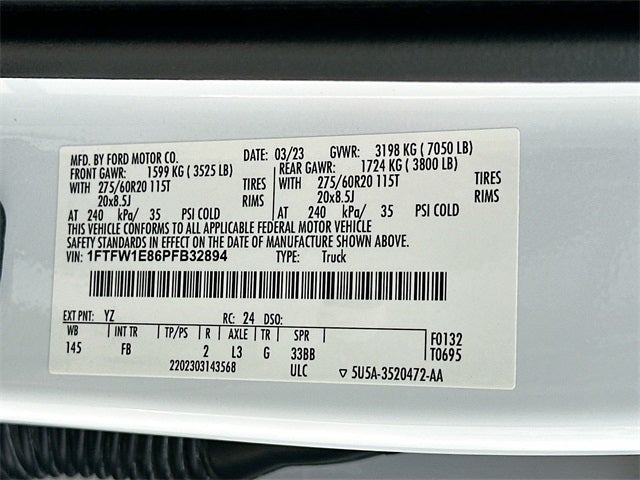 MFD. BY FORD MOTOR CO. DATE: 03/23 GVWR: 3198 KG ( 7050 LB)
FRONT GAWR: 1599 KG ( 3525 LB) REAR GAWR: 1724 KG ( 3800 LB)
WITH 275/60R20 115T TIRES WITH 275/60R20 115T TIRES
20x8.5J RIMS 20x8.5J RIMS
AT 240 kPa/ 35 PSI COLD AT 240 kPa/ 35 PSI COLD
THIS VEHICLE CONFORMS TO ALL APPLICABLE FEDERAL MOTOR VEHICLE
SAFETY STANDARDS IN EFFECT ON THE DATE OF MANUFACTURE SHOWN ABOVE.
VIN: 1FTFW1E86PFB32894 TYPE: Truck
EXT PNT: YZ RC: 24 DSO:
WB INT TR TP/PS R AXLE TR SPR F0132
145 FB 2 L3 G 33BB T0695
2202303143568 ULC ▽ 5U5A-3520472-AA